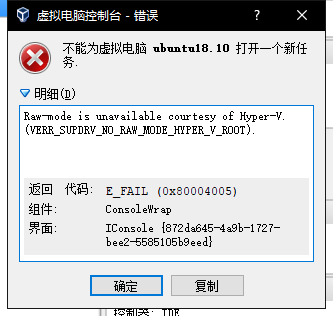 虚拟电脑控制台 - 错误
不能为虚拟电脑 ubuntu18.10 打开一个新任
务.
明细(D)
Raw-mode is unavailable courtesy of Hyper-V.
(VERR_SUPDRV_NO_RAW_MODE_HYPER_V_ROOT).
返回 代码: E_FAIL (0x80004005)
组件: ConsoleWrap
界面: IConsole {872da645-4a9b-1727-
bee2-5585105b9eed}
确定 复制
控制器: IDE